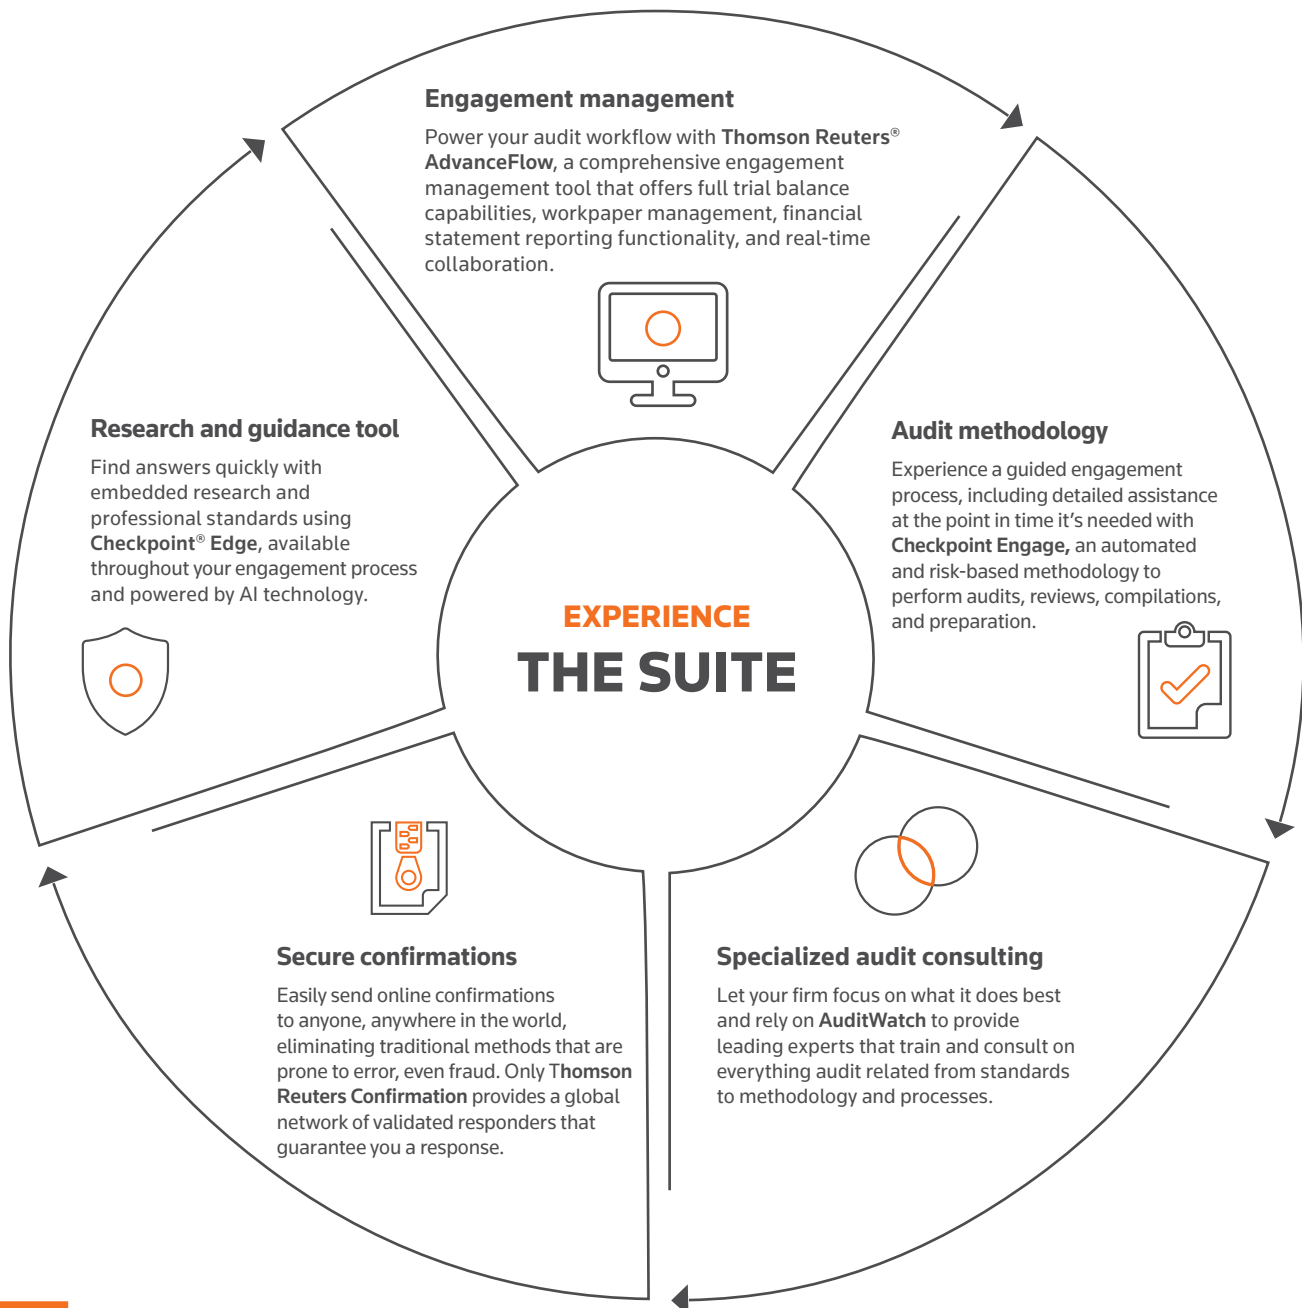 Engagement management
Power your audit workflow with Thomson Reuters®
AdvanceFlow, a comprehensive engagement
management tool that offers full trial balance
capabilities, workpaper management, financial
statement reporting functionality, and real-time
collaboration.
Research and guidance tool
Find answers quickly with
embedded research and
professional standards using
Checkpoint® Edge, available
throughout your engagement process
and powered by AI technology.
Audit methodology
Experience a guided engagement
process, including detailed assistance
at the point in time it's needed with
Checkpoint Engage, an automated
and risk-based methodology to
perform audits, reviews, compilations,
and preparation.
EXPERIENCE
THE SUITE
Secure confirmations
Easily send online confirmations
to anyone, anywhere in the world,
eliminating traditional methods that are
prone to error, even fraud. Only Thomson
Reuters Confirmation provides a global
network of validated responders that
guarantee you a response.
Specialized audit consulting
Let your firm focus on what it does best
and rely on AuditWatch to provide
leading experts that train and consult on
everything audit related from standards
to methodology and processes.